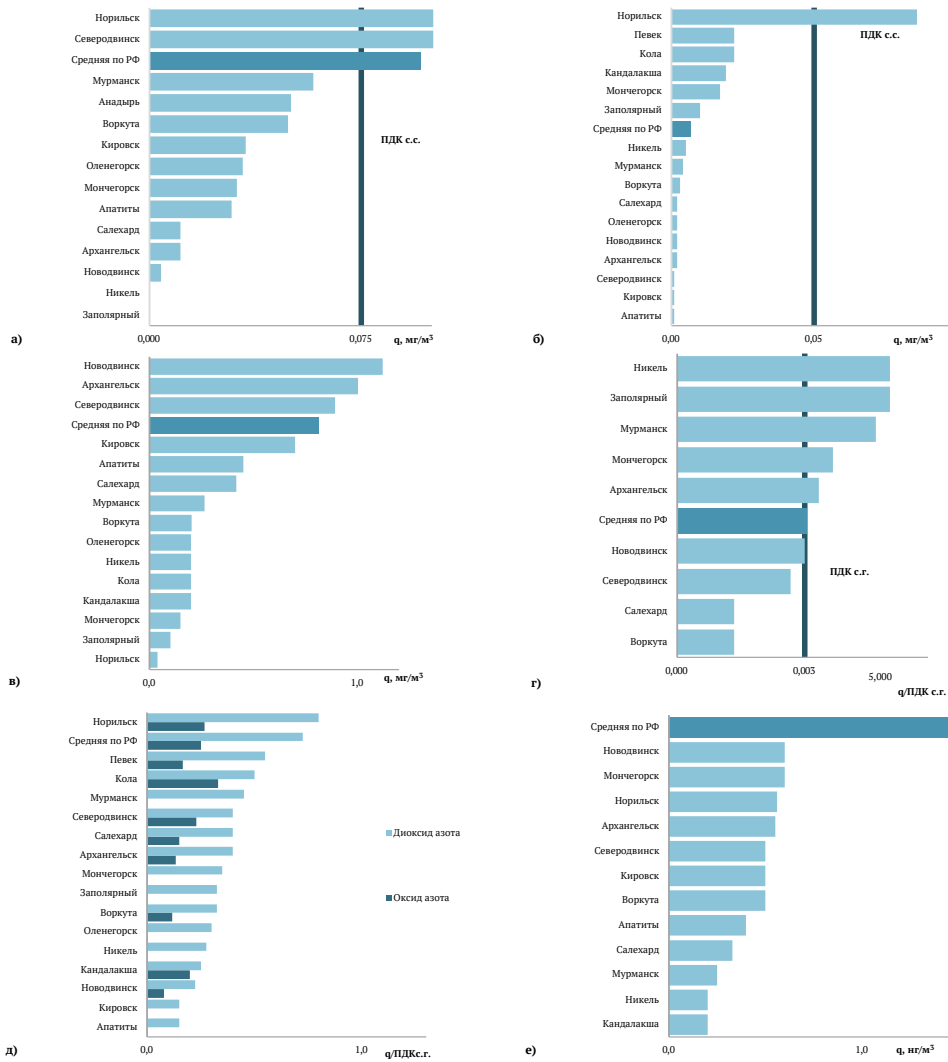 Норильск
Северодвинск
Средняя по РФ
Мурманск
Анадырь
Воркута
Кировск
Оленегорск
Мончегорск
Апатиты
Салехард
Архангельск
Новодвинск
Никель
Заполярный
ПДК с.с.
0,000
0,075
q, мг/м³
а)
Норильск
Певек
Кола
Кандалакша
Мончегорск
Заполярный
Средняя по РФ
Никель
Мурманск
Воркута
Салехард
Оленегорск
Новодвинск
Архангельск
Северодвинск
Кировск
Апатиты
ПДК с.с.
0,00
0,05
q, мг/м³
б)
Новодвинск
Архангельск
Северодвинск
Средняя по РФ
Кировск
Апатиты
Салехард
Мурманск
Воркута
Оленегорск
Никель
Кола
Кандалакша
Мончегорск
Заполярный
Норильск
0,0
1,0
q, мг/м³
в)
Никель
Заполярный
Мурманск
Мончегорск
Архангельск
Средняя по РФ
Новодвинск
Северодвинск
Салехард
Воркута
ПДК с.г.
0,000
0,003
5,000
q/ПДК с.г.
г)
Норильск
Средняя по РФ
Певек
Кола
Мурманск
Северодвинск
Салехард
Архангельск
Мончегорск
Заполярный
Воркута
Оленегорск
Никель
Кандалакша
Новодвинск
Кировск
Апатиты
Диоксид азота
Оксид азота
0,0
1,0
q/ПДКс.г.
д)
Средняя по РФ
Новодвинск
Мончегорск
Норильск
Архангельск
Северодвинск
Кировск
Воркута
Апатиты
Салехард
Мурманск
Никель
Кандалакша
0,0
1,0
q, нг/м³
е)